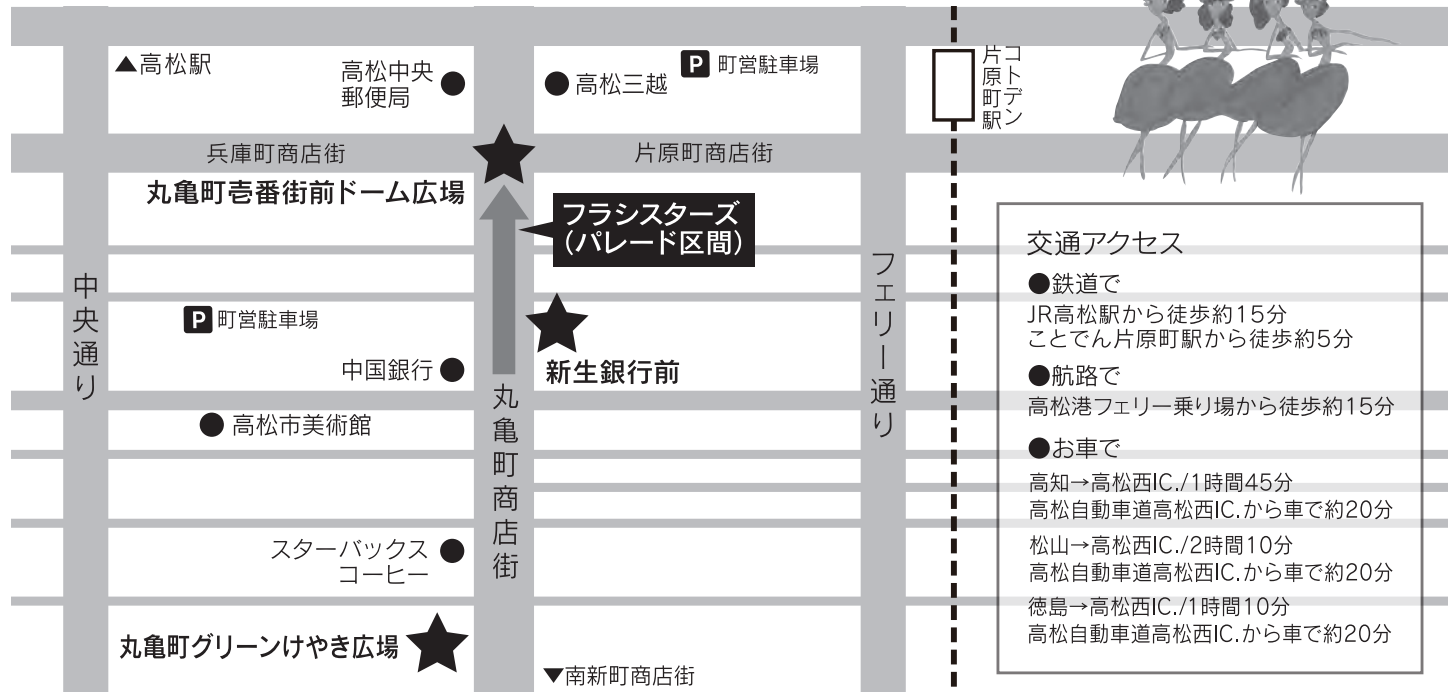 ▲高松駅
高松中央
郵便局
高松三越
P 町営駐車場
コトデン
片原町駅
兵庫町商店街
片原町商店街
丸亀町壱番街前ドーム広場
フラシスターズ
（パレード区間）
中央通り
フェリー通り
P 町営駐車場
中国銀行
新生銀行前
高松市美術館
丸亀町商店街
スターバックス
コーヒー
丸亀町グリーンけやき広場
▼南新町商店街
交通アクセス
●鉄道で
JR高松駅から徒歩約15分
ことでん片原町駅から徒歩約5分
●航路で
高松港フェリー乗り場から徒歩約15分
●お車で
高知→高松西IC./1時間45分
高松自動車道高松西IC.から車で約20分
松山→高松西IC./2時間10分
高松自動車道高松西IC.から車で約20分
徳島→高松西IC./1時間10分
高松自動車道高松西IC.から車で約20分